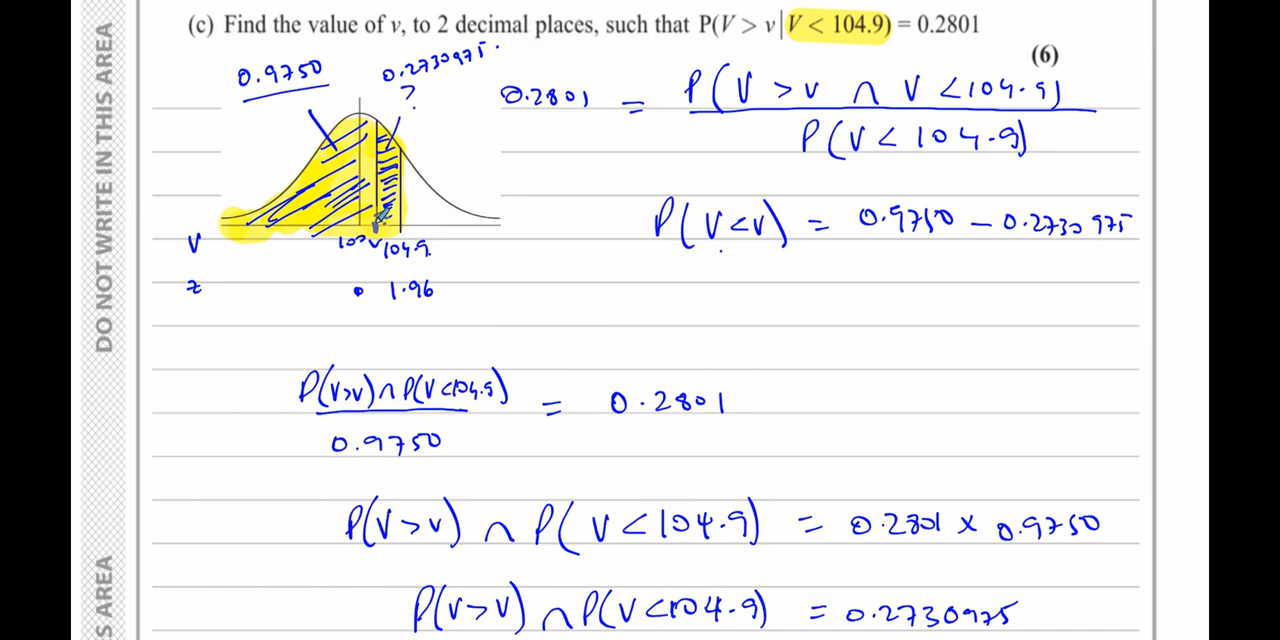 (c) Find the value of v, to 2 decimal places, such that P(V > v | V < 104.9) = 0.2801
(6)
0.9750
0.2730975.
?
0.2801 = P(V > v ∩ V < 104.9)
P(V < 104.9)
P(V < v) = 0.9750 - 0.2730975
100 v 104.9.
V
z 0 1.96
P(V>v) ∩ P(V<104.9) = 0.2801
0.9750
P(V > v) ∩ P(V < 104.9) = 0.2801 × 0.9750
P(V > v) ∩ P(V < 104.9) = 0.2730975
DO NOT WRITE IN THIS AREA
S AREA